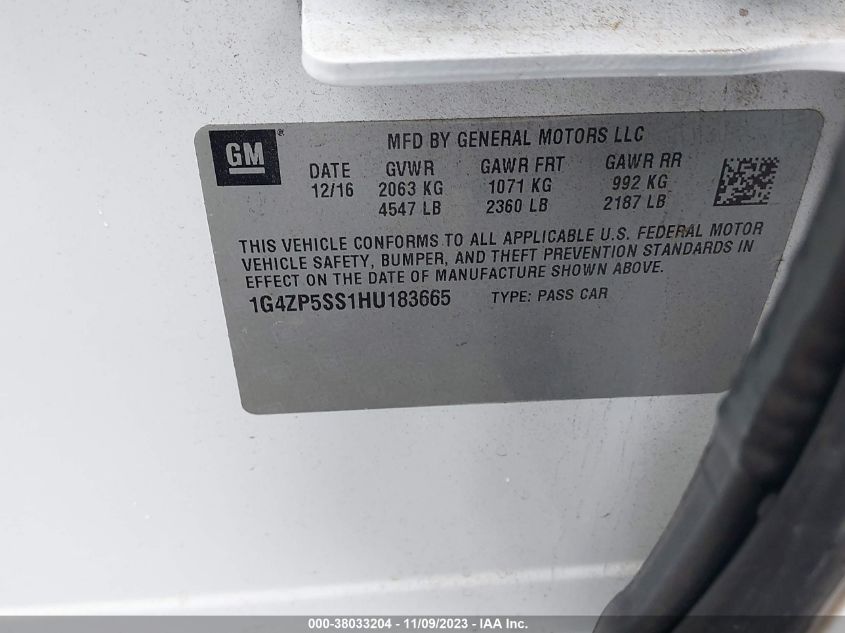 GM ® MFD BY GENERAL MOTORS LLC
DATE GVWR GAWR FRT GAWR RR
12/16 2063 KG 1071 KG 992 KG
4547 LB 2360 LB 2187 LB
THIS VEHICLE CONFORMS TO ALL APPLICABLE U.S. FEDERAL MOTOR
VEHICLE SAFETY, BUMPER, AND THEFT PREVENTION STANDARDS IN
EFFECT ON THE DATE OF MANUFACTURE SHOWN ABOVE.
1G4ZP5SS1HU183665 TYPE: PASS CAR
000-38033204 - 11/09/2023 - IAA Inc.